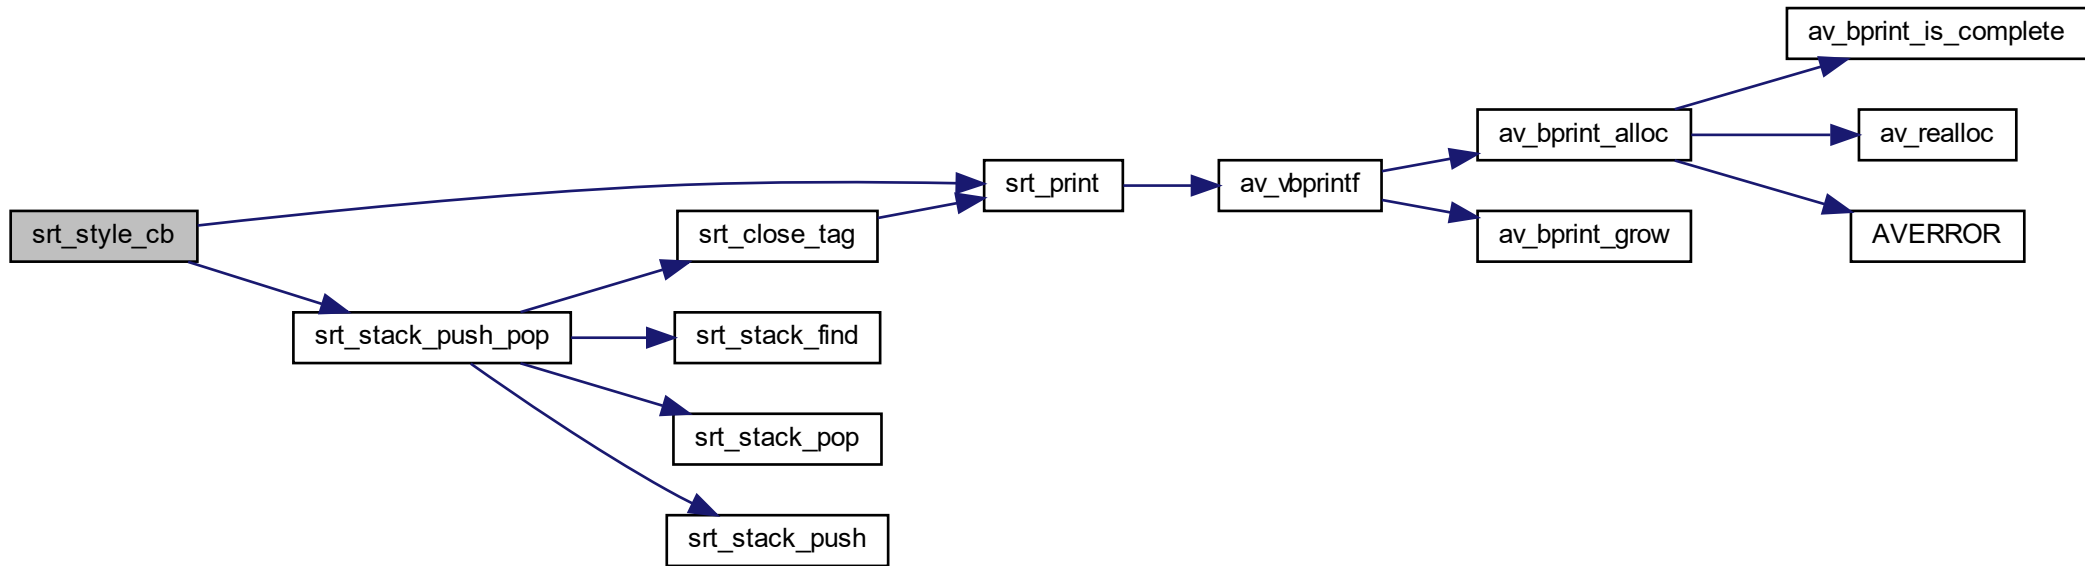 av_bprint_is_complete
av_bprint_alloc
av_realloc
srt_print
av_vbprintf
srt_style_cb
srt_close_tag
av_bprint_grow
AVERROR
srt_stack_push_pop
srt_stack_find
srt_stack_pop
srt_stack_push